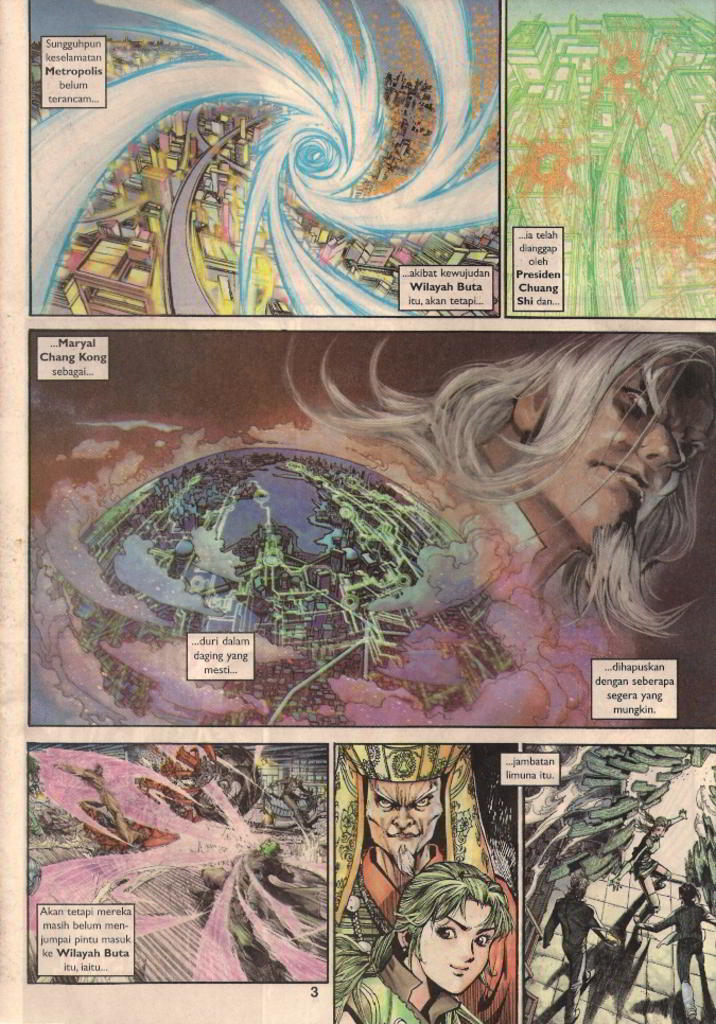 Sungguhpun
keselamatan
Metropolis
belum
terancam...
...akibat kewujudan
Wilayah Buta
itu, akan tetapi...
...ia telah
dianggap
oleh
Presiden
Chuang
Shi dan...
...Maryal
Chang Kong
sebagai...
...duri dalam
daging yang
mesti...
...dihapuskan
dengan seberapa
segera yang
mungkin.
Akan tetapi mereka
masih belum men-
jumpai pintu masuk
ke Wilayah Buta
itu, iaitu...
...jambatan
limuna itu.
3